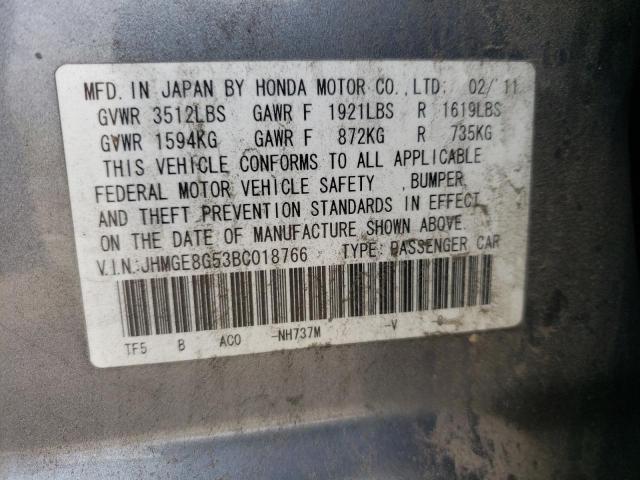 MFD. IN JAPAN BY HONDA MOTOR CO.,LTD. 02/'11
GVWR 3512LBS GAWR F 1921LBS R 1619LBS
GVWR 1594KG GAWR F 872KG R 735KG
THIS VEHICLE CONFORMS TO ALL APPLICABLE
FEDERAL MOTOR VEHICLE SAFETY ,BUMPER
AND THEFT PREVENTION STANDARDS IN EFFECT
ON THE DATE OF MANUFACTURE SHOWN ABOVE.
V.I.N.:JHMGE8G53BC018766 TYPE: PASSENGER CAR
TF5 B AC0 -NH737M -V